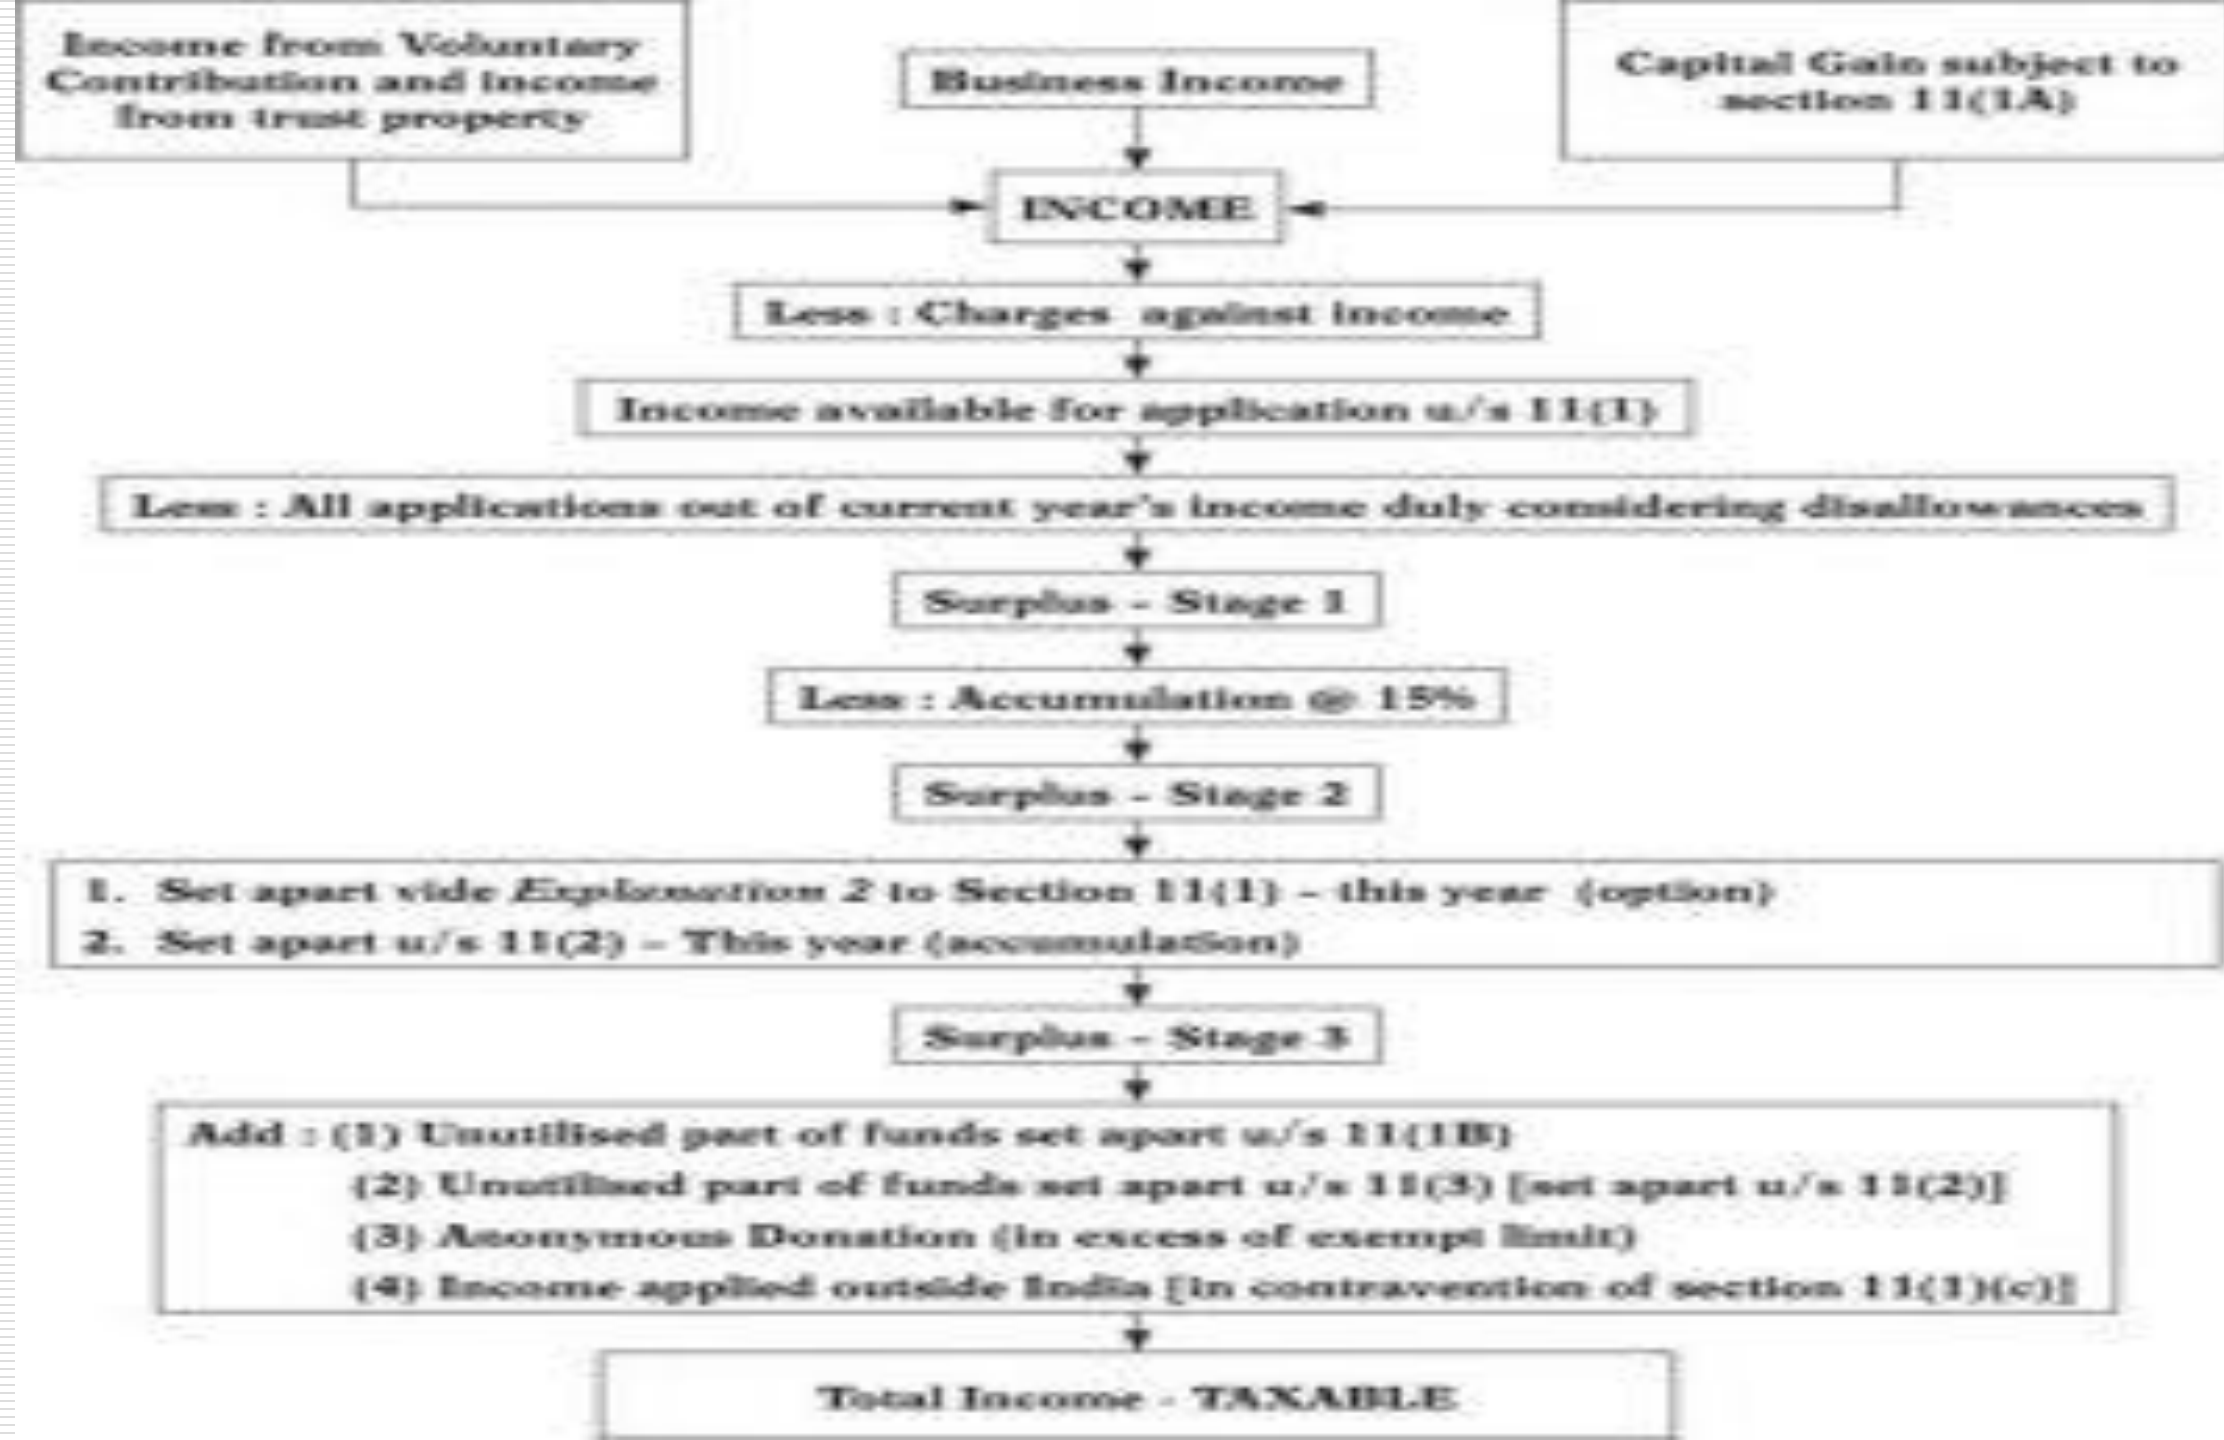 Income from Voluntary
Contribution and income
from trust property
Business Income
Capital Gain subject to
section 11(1A)
INCOME
Less : Charges against income
Income available for application u/s 11(1)
Less : All applications out of current year's income duly considering disallowances
Surplus - Stage 1
Less : Accumulation @ 15%
Surplus - Stage 2
1. Set apart vide Explanation 2 to Section 11(1) - this year (option)
2. Set apart u/s 11(2) - This year (accumulation)
Surplus - Stage 3
Add : (1) Unutilised part of funds set apart u/s 11(1B)
(2) Unutilised part of funds set apart u/s 11(3) [set apart u/s 11(2)]
(3) Anonymous Donation (in excess of exempt limit)
(4) Income applied outside India [in contravention of section 11(1)(c)]
Total Income - TAXABLE